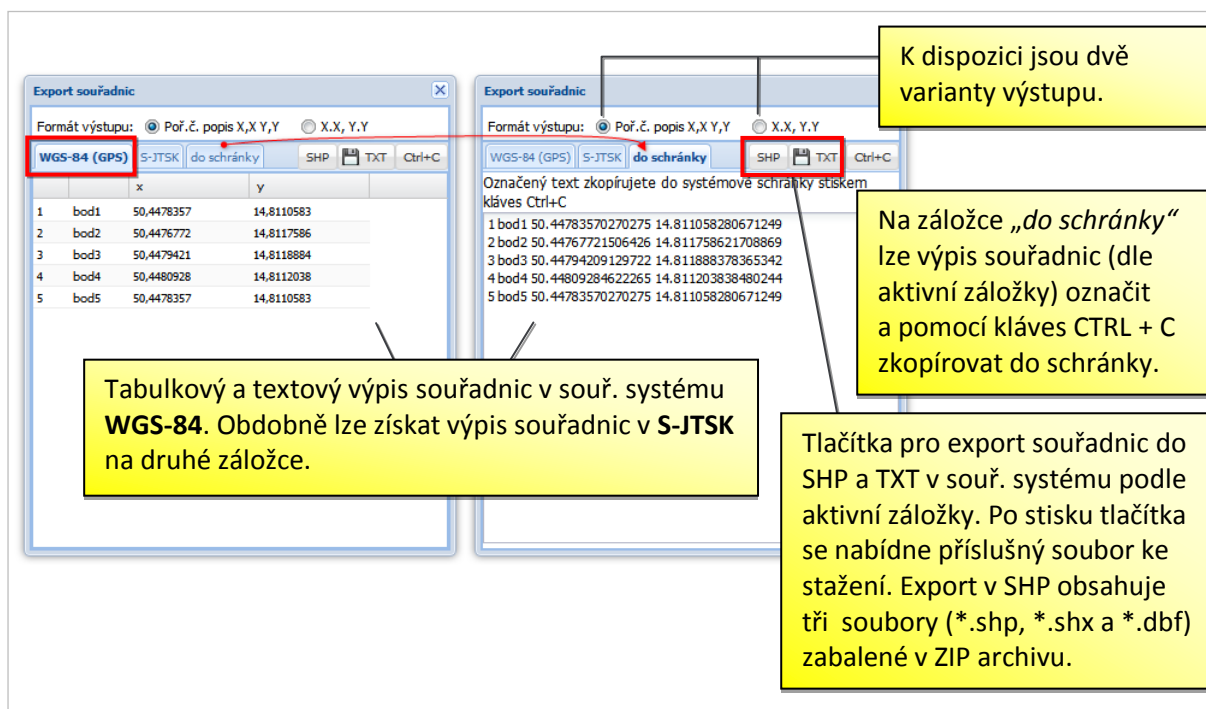 K dispozici jsou dvě
varianty výstupu.
Export souřadnic
Formát výstupu: Poř.č. popis X,X Y,Y X.X, Y.Y
WGS-84 (GPS) S-JTSK do schránky SHP TXT Ctrl+C
x y
1 bod1 50,4478357 14,8110583
2 bod2 50,4476772 14,8117586
3 bod3 50,4479421 14,8118884
4 bod4 50,4480928 14,8112038
5 bod5 50,4478357 14,8110583
Export souřadnic
Formát výstupu: Poř.č. popis X,X Y,Y X.X, Y.Y
WGS-84 (GPS) S-JTSK do schránky SHP TXT Ctrl+C
Označený text zkopírujete do systémové schránky stiskem
kláves Ctrl+C
1 bod1 50.44783570270275 14.811058280671249
2 bod2 50.44767721506426 14.811758621708869
3 bod3 50.44794209129722 14.811888378365342
4 bod4 50.44809284622265 14.811203838480244
5 bod5 50.44783570270275 14.811058280671249
Na záložce „do schránky“
lze výpis souřadnic (dle
aktivní záložky) označit
a pomocí kláves CTRL + C
zkopírovat do schránky.
Tabulkový a textový výpis souřadnic v souř. systému
WGS-84. Obdobně lze získat výpis souřadnic v S-JTSK
na druhé záložce.
Tlačítka pro export souřadnic do
SHP a TXT v souř. systému podle
aktivní záložky. Po stisku tlačítka
se nabídne příslušný soubor ke
stažení. Export v SHP obsahuje
tři soubory (*.shp, *.shx a *.dbf)
zabalené v ZIP archivu.